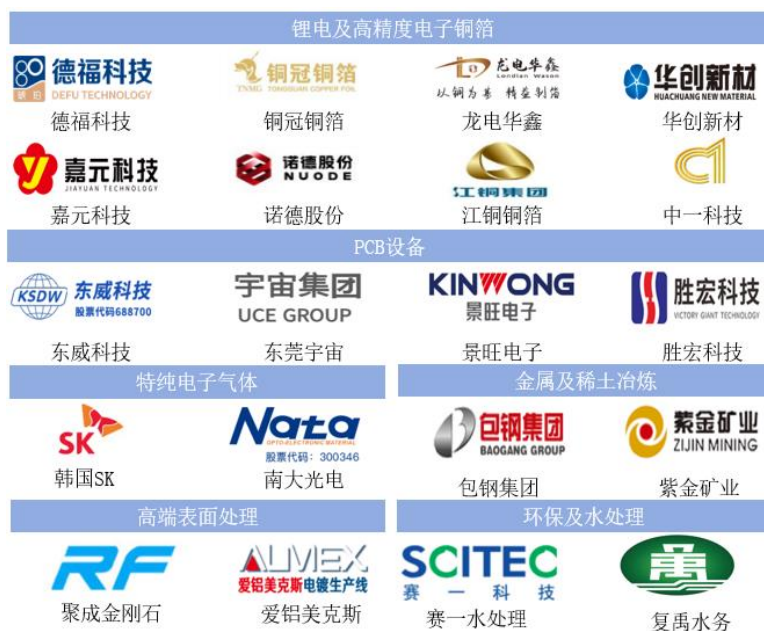 锂电及高精度电子铜箔
德福科技
DEFU TECHNOLOGY
德福科技
铜冠铜箔
TNMG TONGGUAN COPPER FOIL
铜冠铜箔
龙电华鑫
Londian Wason
以铜为基 精益制箔
龙电华鑫
华创新材
HUACHUANG NEW MATERIAL
华创新材
嘉元科技
JIAYUAN TECHNOLOGY
嘉元科技
诺德股份
NUODE
诺德股份
江铜集团
江铜铜箔
中一科技
PCB设备
KSDW
东威科技
股票代码688700
东威科技
宇宙集团
UCE GROUP
东莞宇宙
KINWONG
景旺电子
景旺电子
胜宏科技
VICTORY GIANT TECHNOLOGY
胜宏科技
特纯电子气体
金属及稀土冶炼
SK
韩国SK
Nata
OPTO-ELECTRONIC MATERIAL
股票代码：300346
南大光电
包钢集团
BAOGANG GROUP
包钢集团
紫金矿业
ZIJIN MINING
紫金矿业
高端表面处理
环保及水处理
RF
聚成金刚石
ALMEX
爱铝美克斯电镀生产线
爱铝美克斯
SCITEC
赛一科技
赛一水处理
复禹水务